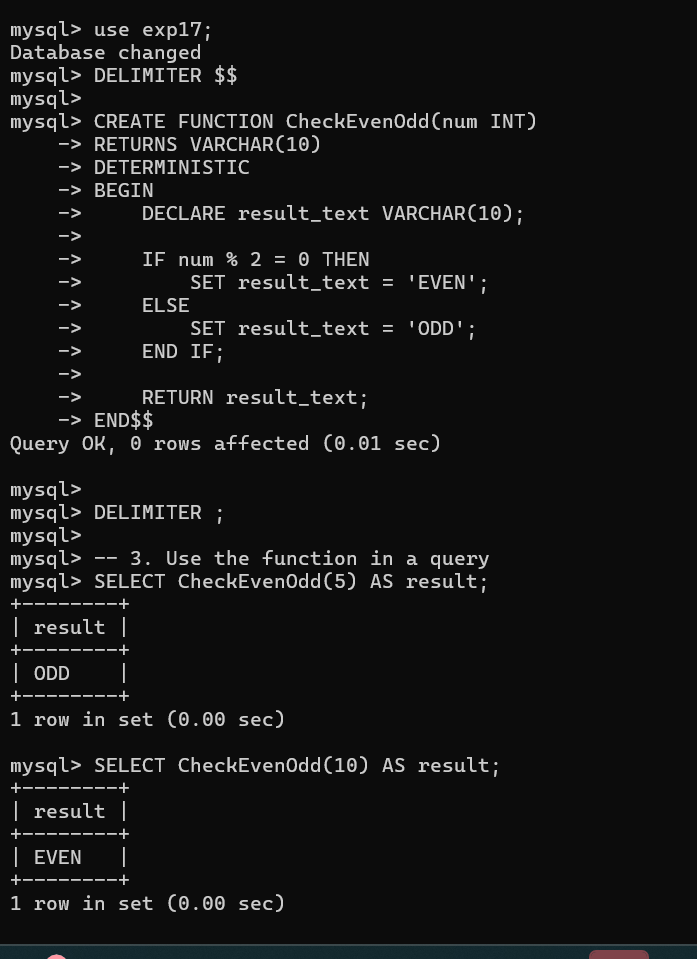 mysql> use exp17;
Database changed
mysql> DELIMITER $$
mysql>
mysql> CREATE FUNCTION CheckEvenOdd(num INT)
    -> RETURNS VARCHAR(10)
    -> DETERMINISTIC
    -> BEGIN
    ->     DECLARE result_text VARCHAR(10);
    ->
    ->     IF num % 2 = 0 THEN
    ->         SET result_text = 'EVEN';
    ->     ELSE
    ->         SET result_text = 'ODD';
    ->     END IF;
    ->
    ->     RETURN result_text;
    -> END$$
Query OK, 0 rows affected (0.01 sec)

mysql>
mysql> DELIMITER ;
mysql>
mysql> -- 3. Use the function in a query
mysql> SELECT CheckEvenOdd(5) AS result;
+--------+
| result |
+--------+
| ODD    |
+--------+
1 row in set (0.00 sec)

mysql> SELECT CheckEvenOdd(10) AS result;
+--------+
| result |
+--------+
| EVEN   |
+--------+
1 row in set (0.00 sec)